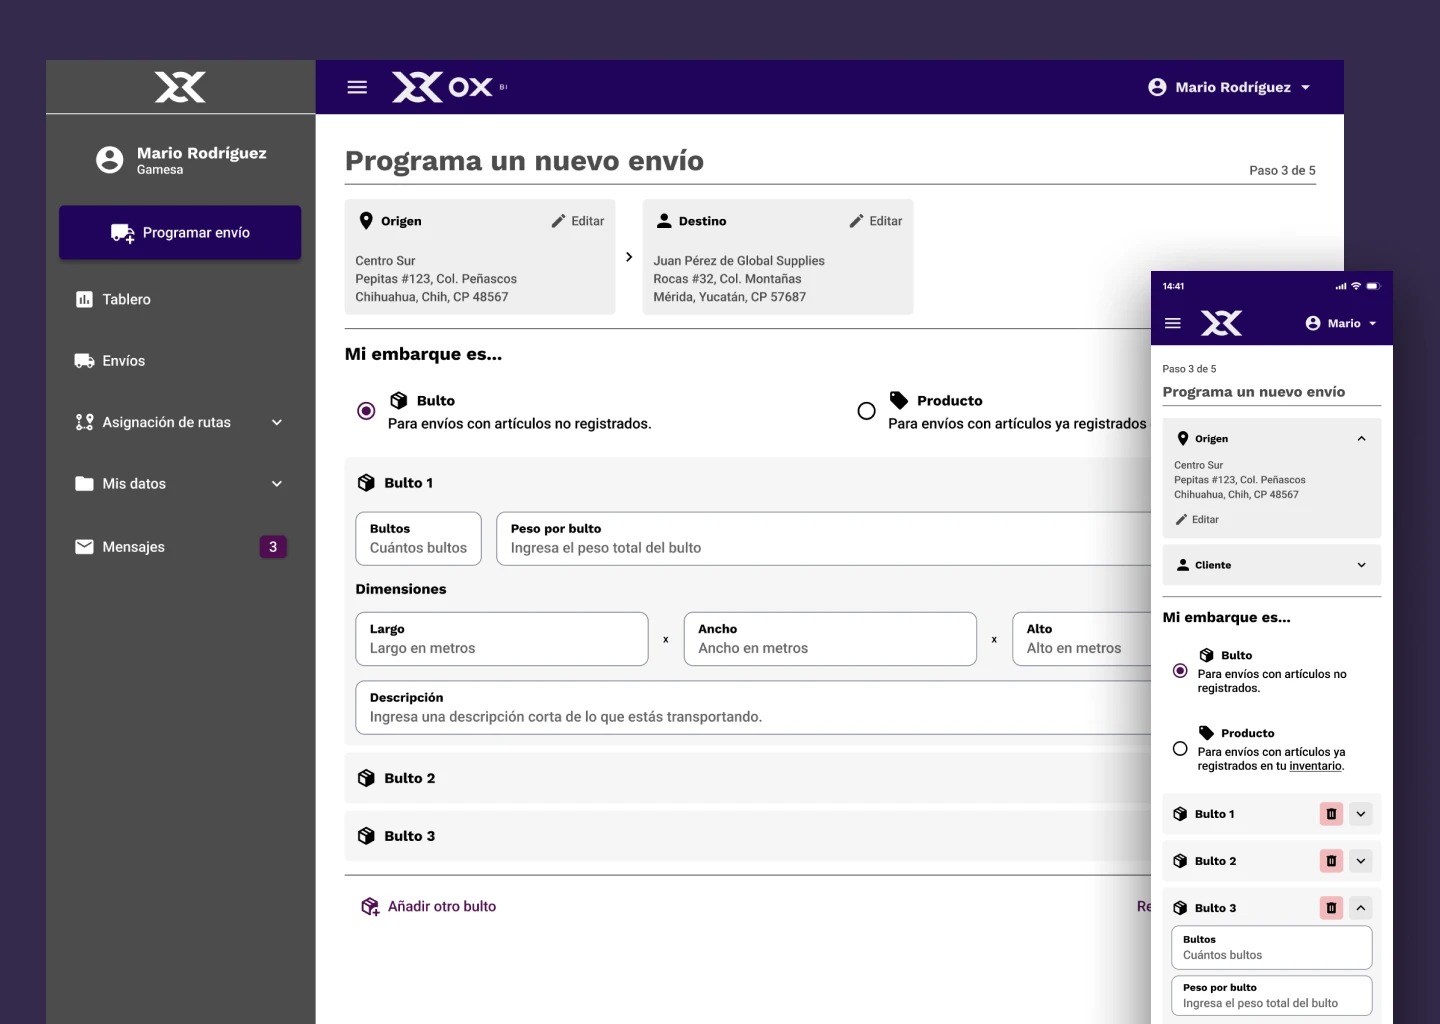 OX BI
Mario Rodríguez
Mario Rodríguez
Gamesa
Programar envío
Tablero
Envíos
Asignación de rutas
Mis datos
Mensajes
3
Programa un nuevo envío
Paso 3 de 5
Origen
Editar
Centro Sur
Pepitas #123, Col. Peñascos
Chihuahua, Chih, CP 48567
Destino
Editar
Juan Pérez de Global Supplies
Rocas #32, Col. Montañas
Mérida, Yucatán, CP 57687
Mi embarque es...
Bulto
Para envíos con artículos no registrados.
Producto
Para envíos con artículos ya registrados
Bulto 1
Bultos
Cuántos bultos
Peso por bulto
Ingresa el peso total del bulto
Dimensiones
Largo
Largo en metros
x
Ancho
Ancho en metros
x
Alto
Alto en metros
Descripción
Ingresa una descripción corta de lo que estás transportando.
Bulto 2
Bulto 3
Añadir otro bulto
14:41
Mario
Paso 3 de 5
Programa un nuevo envío
Origen
Centro Sur
Pepitas #123, Col. Peñascos
Chihuahua, Chih, CP 48567
Editar
Cliente
Mi embarque es...
Bulto
Para envíos con artículos no
registrados.
Producto
Para envíos con artículos ya
registrados en tu inventario.
Bulto 1
Bulto 2
Bulto 3
Bultos
Cuántos bultos
Peso por bulto
Ingresa el peso total del bulto